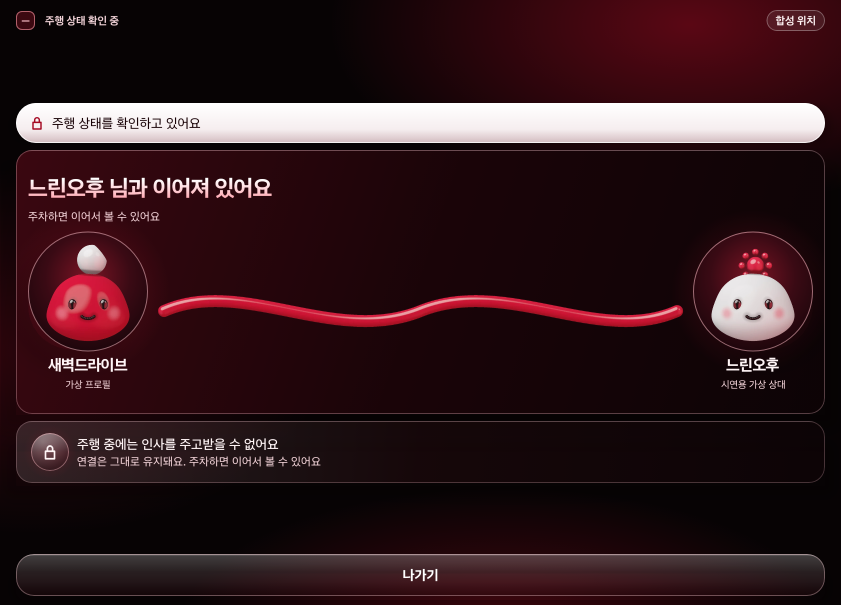 주행 상태 확인 중
합성 위치
주행 상태를 확인하고 있어요
느린오후 님과 이어져 있어요
주차하면 이어서 볼 수 있어요
새벽드라이브
가상 프로필
느린오후
시연용 가상 상대
주행 중에는 인사를 주고받을 수 없어요
연결은 그대로 유지돼요. 주차하면 이어서 볼 수 있어요
나가기